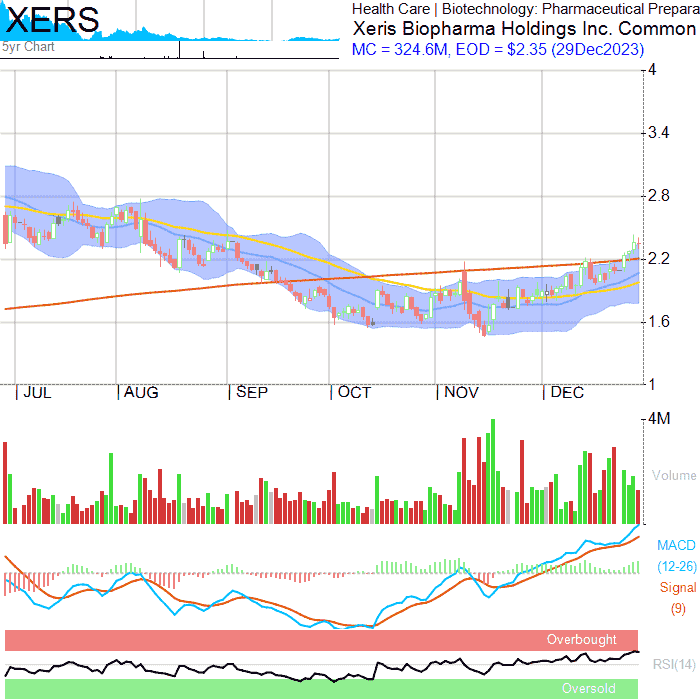 XERS
5yr Chart
Health Care | Biotechnology: Pharmaceutical Prepara
Xeris Biopharma Holdings Inc. Common
MC = 324.6M, EOD = $2.35 (29Dec2023)
4
3.4
2.8
2.2
1.6
1
| JUL | AUG | SEP | OCT | NOV | DEC
4M
Volume
MACD
(12-26)
Signal
(9)
Overbought
RSI(14)
Oversold